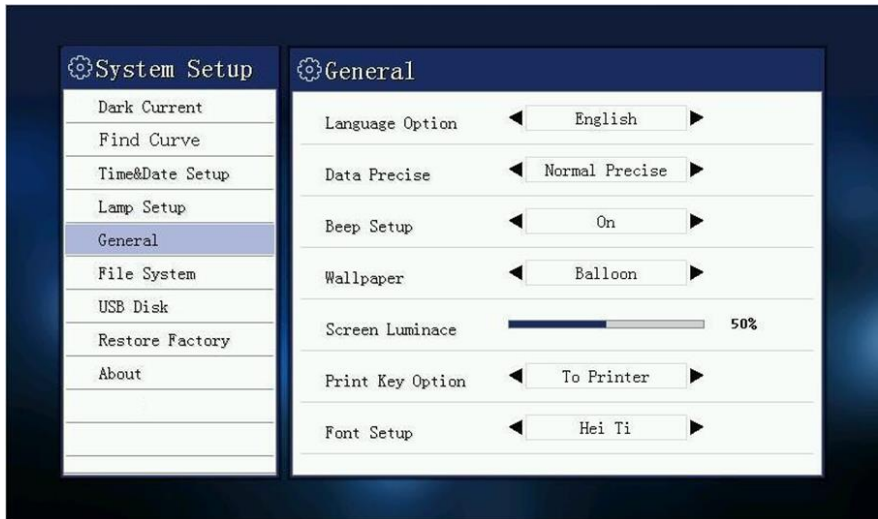 System Setup
Dark Current
Find Curve
Time&Date Setup
Lamp Setup
General
File System
USB Disk
Restore Factory
About
General
Language Option English
Data Precise Normal Precise
Beep Setup On
Wallpaper Balloon
Screen Luminace 50%
Print Key Option To Printer
Font Setup Hei Ti